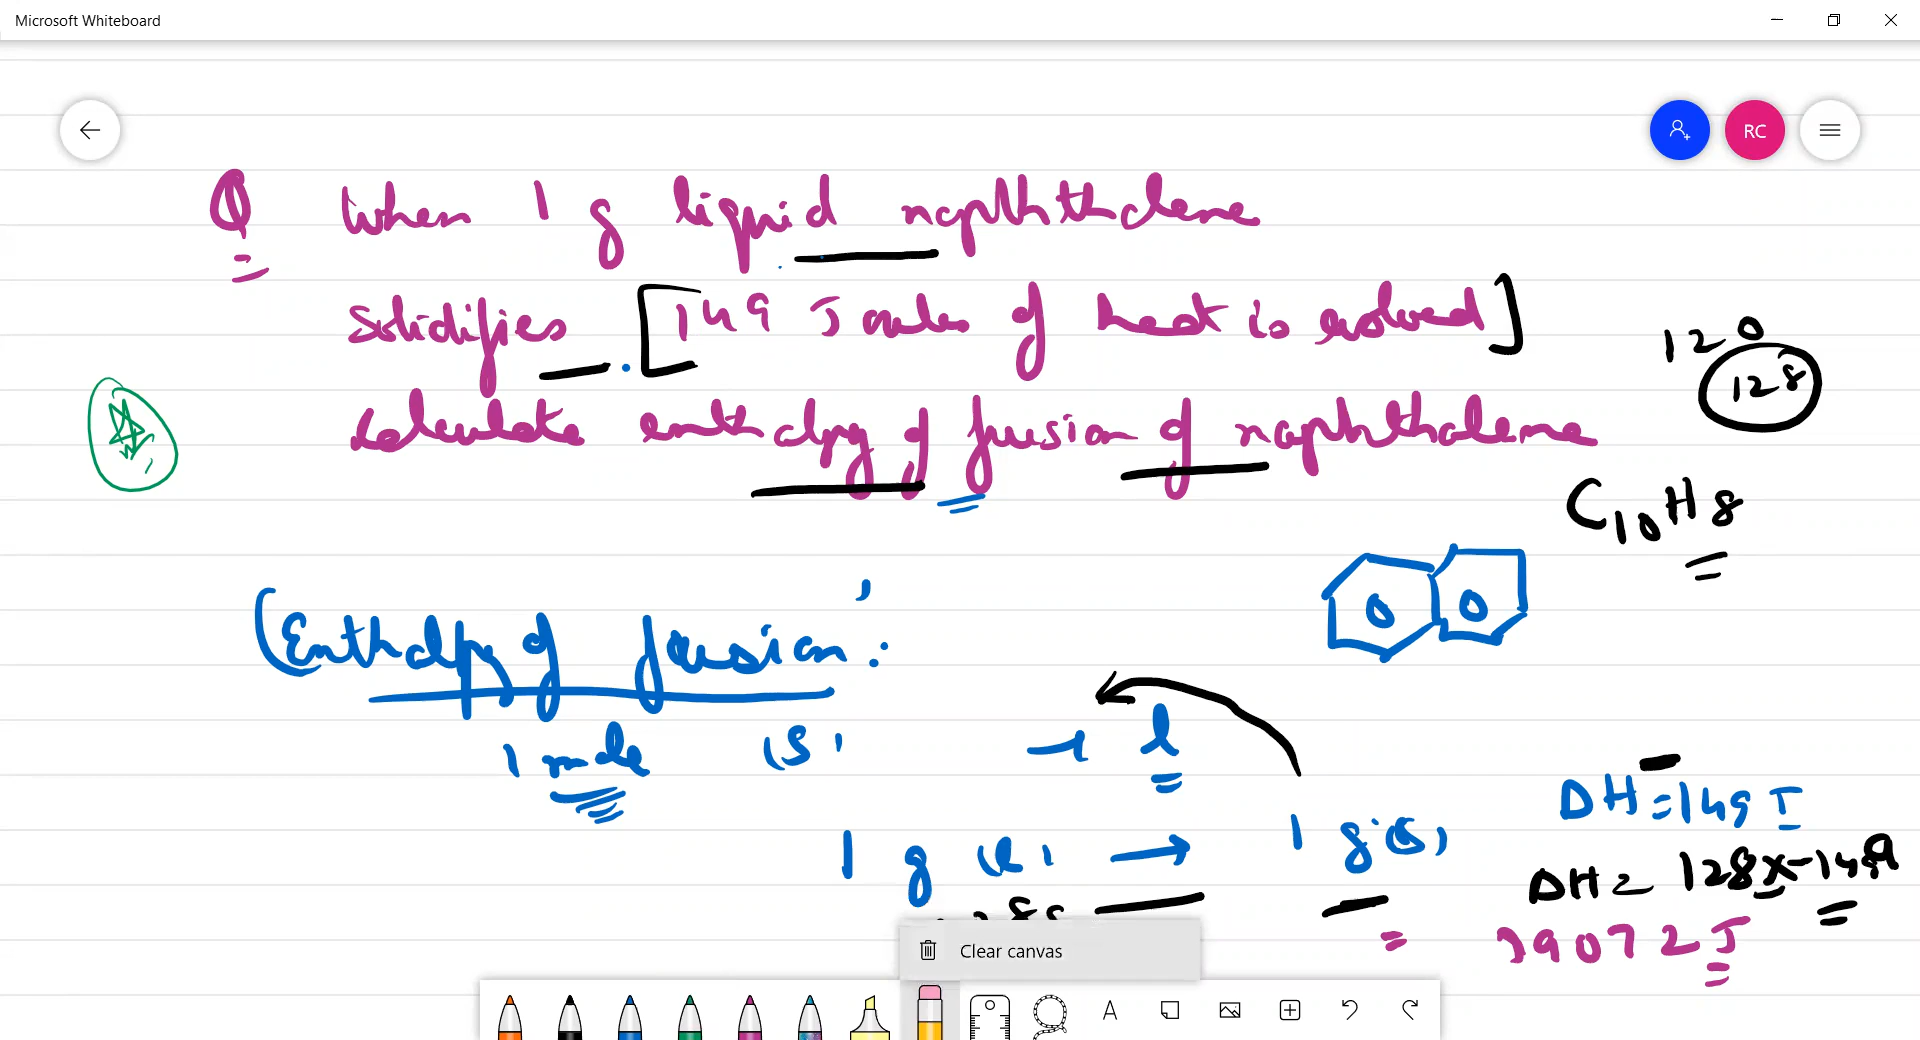 Microsoft Whiteboard
RC
Q When 1 g liquid naphthalene
solidifies [149 Joules of heat is evolved]
calculate enthalpy of fusion of naphthalene
120
128
C10H8
(Enthalpy of fusion :
1 mole (s) → l
1 g (l) → 1 g (s)
ΔH = -149 J
ΔH = 128 x -149
= 19072 J
Clear canvas